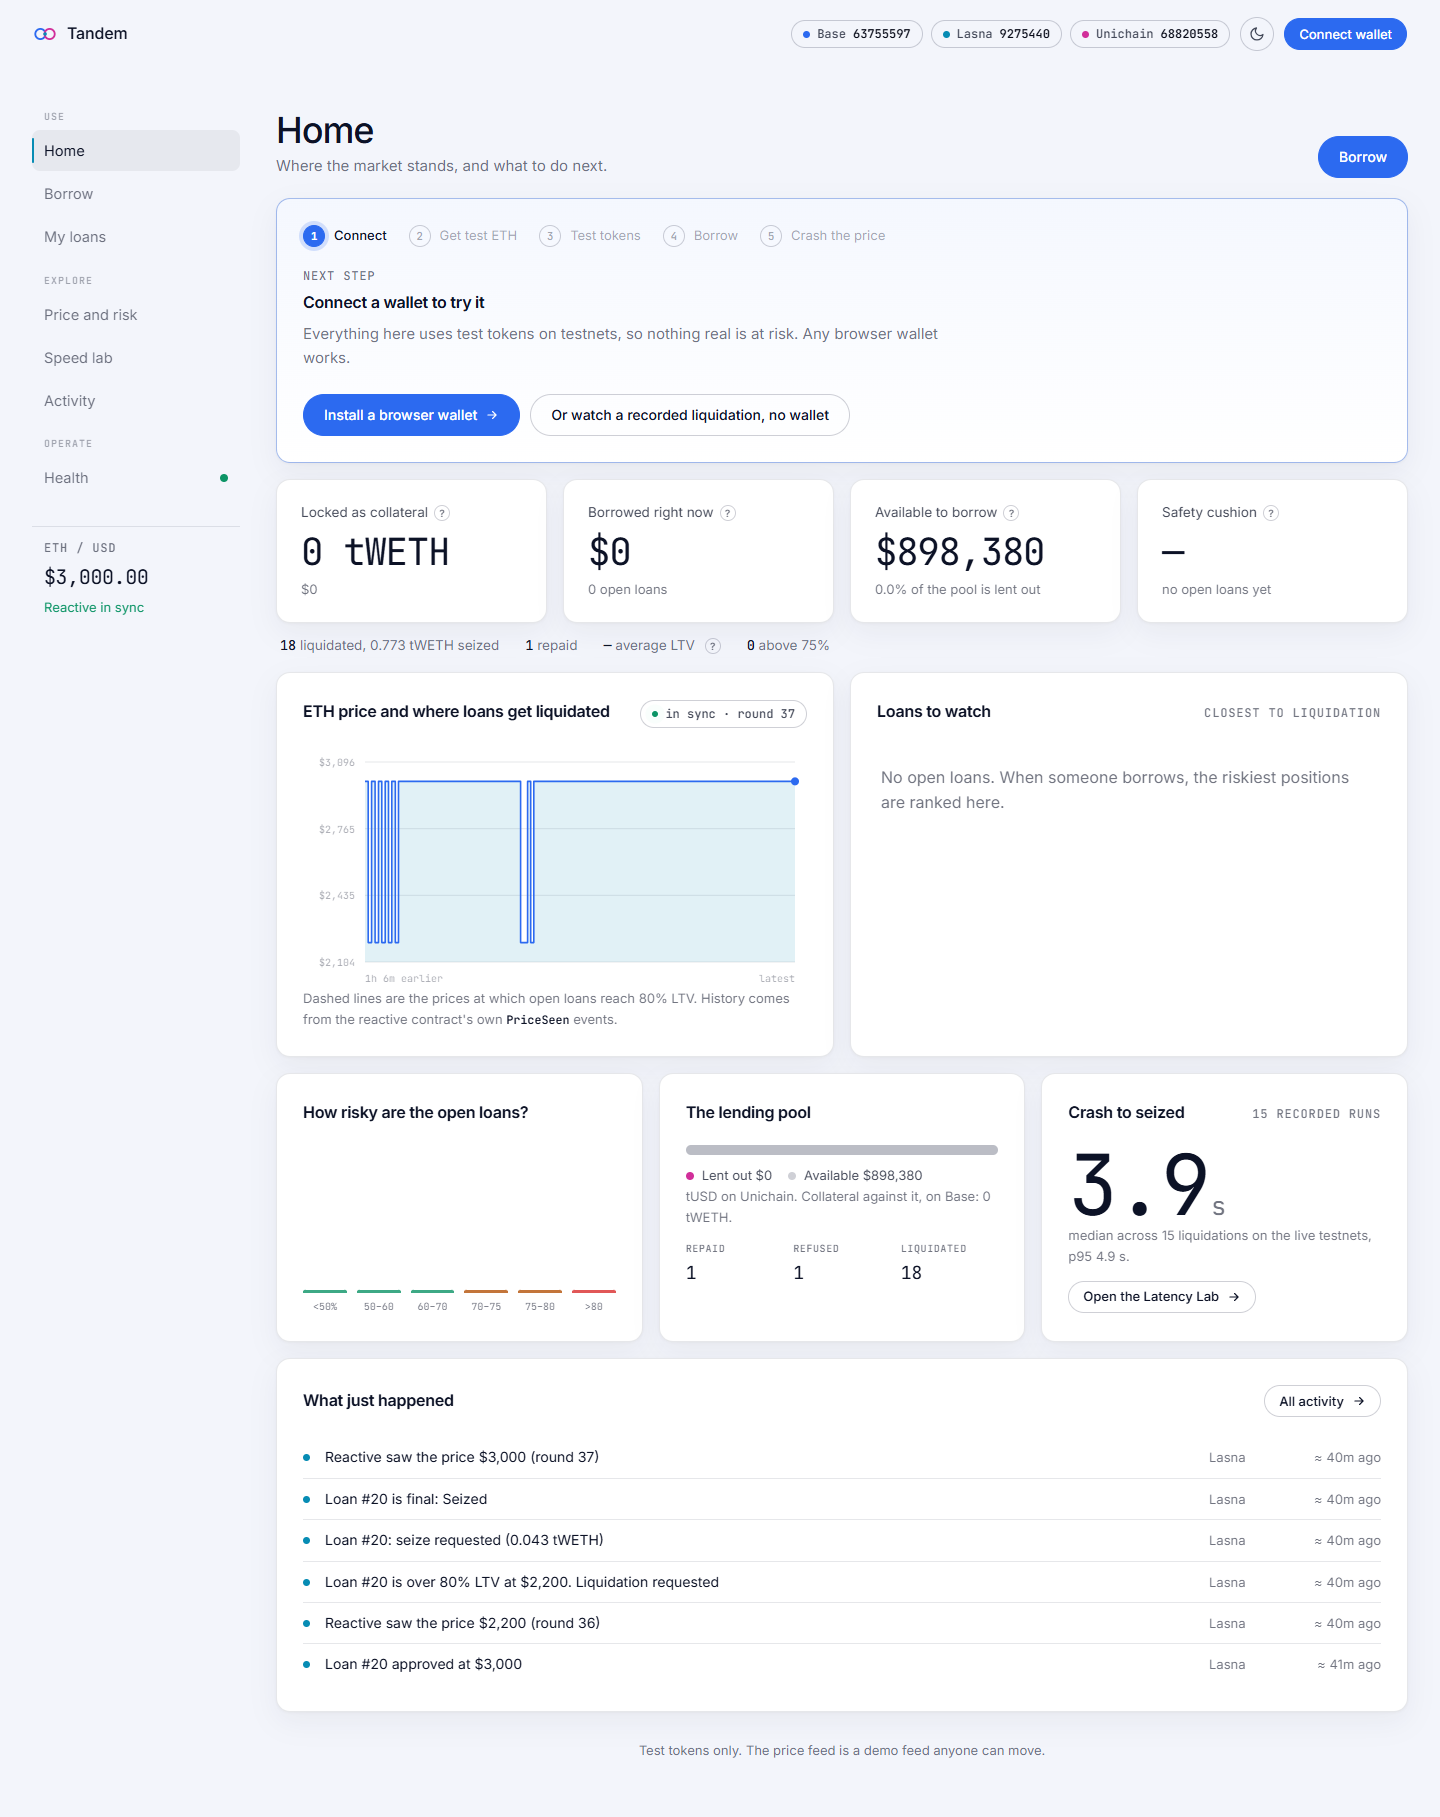 Tandem
Base 63755597
Lasna 9275440
Unichain 68820558
Connect wallet
USE
Home
Borrow
My loans
EXPLORE
Price and risk
Speed lab
Activity
OPERATE
Health
ETH / USD
$3,000.00
Reactive in sync
Home
Where the market stands, and what to do next.
Borrow
1 Connect
2 Get test ETH
3 Test tokens
4 Borrow
5 Crash the price
NEXT STEP
Connect a wallet to try it
Everything here uses test tokens on testnets, so nothing real is at risk. Any browser wallet
works.
Install a browser wallet →
Or watch a recorded liquidation, no wallet
Locked as collateral ?
0 tWETH
$0
Borrowed right now ?
$0
0 open loans
Available to borrow ?
$898,380
0.0% of the pool is lent out
Safety cushion ?
—
no open loans yet
18 liquidated, 0.773 tWETH seized
1 repaid
— average LTV ?
0 above 75%
ETH price and where loans get liquidated
in sync · round 37
$3,096
$2,765
$2,435
$2,104
1h 6m earlier
latest
Dashed lines are the prices at which open loans reach 80% LTV. History comes
from the reactive contract's own PriceSeen events.
Loans to watch
CLOSEST TO LIQUIDATION
No open loans. When someone borrows, the riskiest positions
are ranked here.
How risky are the open loans?
<50%
50–60
60–70
70–75
75–80
>80
The lending pool
Lent out $0
Available $898,380
tUSD on Unichain. Collateral against it, on Base: 0
tWETH.
REPAID
1
REFUSED
1
LIQUIDATED
18
Crash to seized
15 RECORDED RUNS
3.9 s
median across 15 liquidations on the live testnets,
p95 4.9 s.
Open the Latency Lab →
What just happened
All activity →
Reactive saw the price $3,000 (round 37) Lasna ≈ 40m ago
Loan #20 is final: Seized Lasna ≈ 40m ago
Loan #20: seize requested (0.043 tWETH) Lasna ≈ 40m ago
Loan #20 is over 80% LTV at $2,200. Liquidation requested Lasna ≈ 40m ago
Reactive saw the price $2,200 (round 36) Lasna ≈ 40m ago
Loan #20 approved at $3,000 Lasna ≈ 41m ago
Test tokens only. The price feed is a demo feed anyone can move.